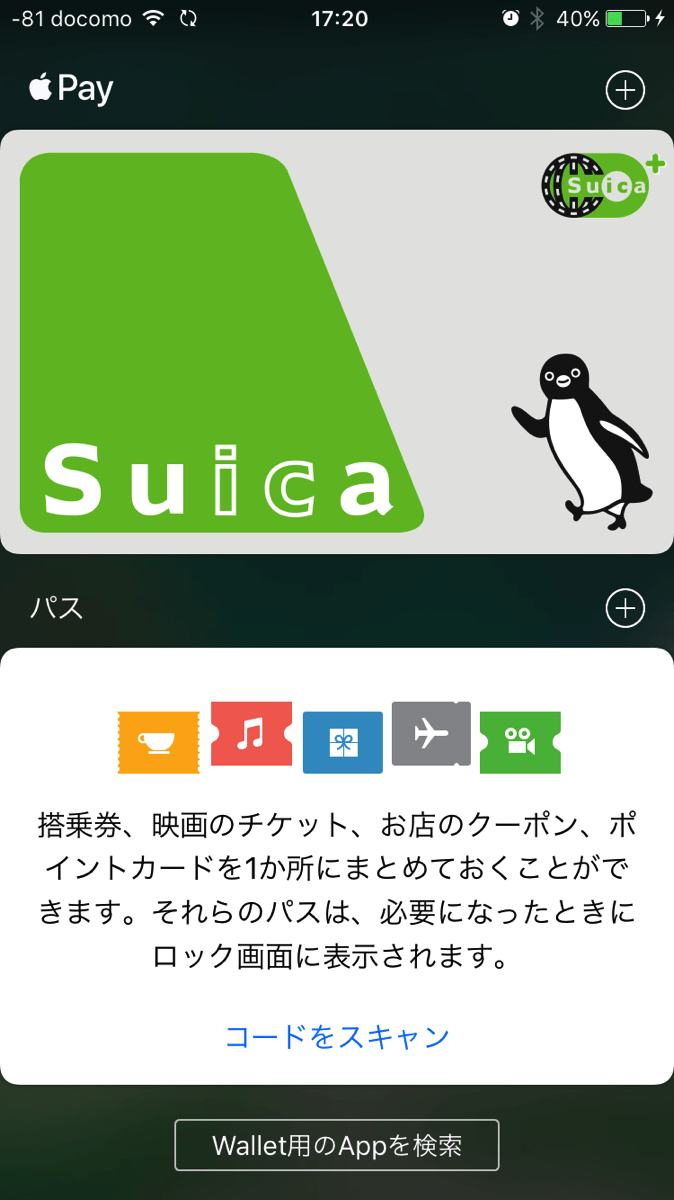 -81 docomo 17:20 40%
Pay
Suica
Suica
パス
搭乗券、映画のチケット、お店のクーポン、ポ
イントカードを1か所にまとめておくことがで
きます。それらのパスは、必要になったときに
ロック画面に表示されます。
コードをスキャン
Wallet用のAppを検索